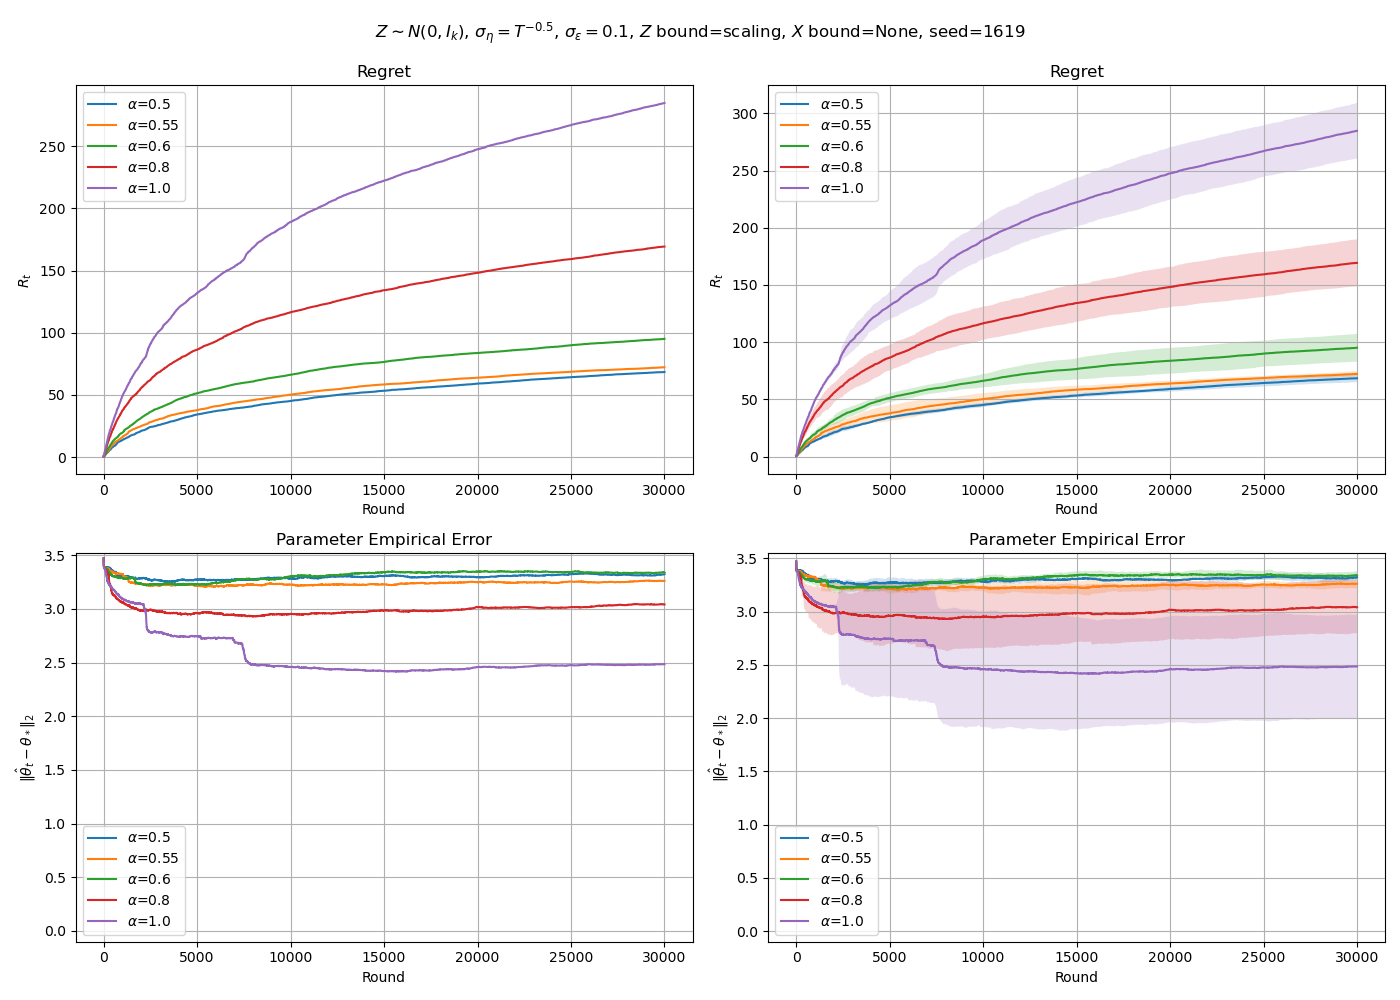 Z ~ N(0, I_k), σ_η = T^{-0.5}, σ_ε = 0.1, Z bound=scaling, X bound=None, seed=1619
Regret
α=0.5
α=0.55
α=0.6
α=0.8
α=1.0
250
200
150
100
50
0
R_t
0 5000 10000 15000 20000 25000 30000
Round
Regret
α=0.5
α=0.55
α=0.6
α=0.8
α=1.0
300
250
200
150
100
50
0
R_t
0 5000 10000 15000 20000 25000 30000
Round
Parameter Empirical Error
3.5
3.0
2.5
2.0
1.5
1.0
0.5
0.0
‖θ̂_t − θ_*‖_2
α=0.5
α=0.55
α=0.6
α=0.8
α=1.0
0 5000 10000 15000 20000 25000 30000
Round
Parameter Empirical Error
3.5
3.0
2.5
2.0
1.5
1.0
0.5
0.0
‖θ̂_t − θ_*‖_2
α=0.5
α=0.55
α=0.6
α=0.8
α=1.0
0 5000 10000 15000 20000 25000 30000
Round